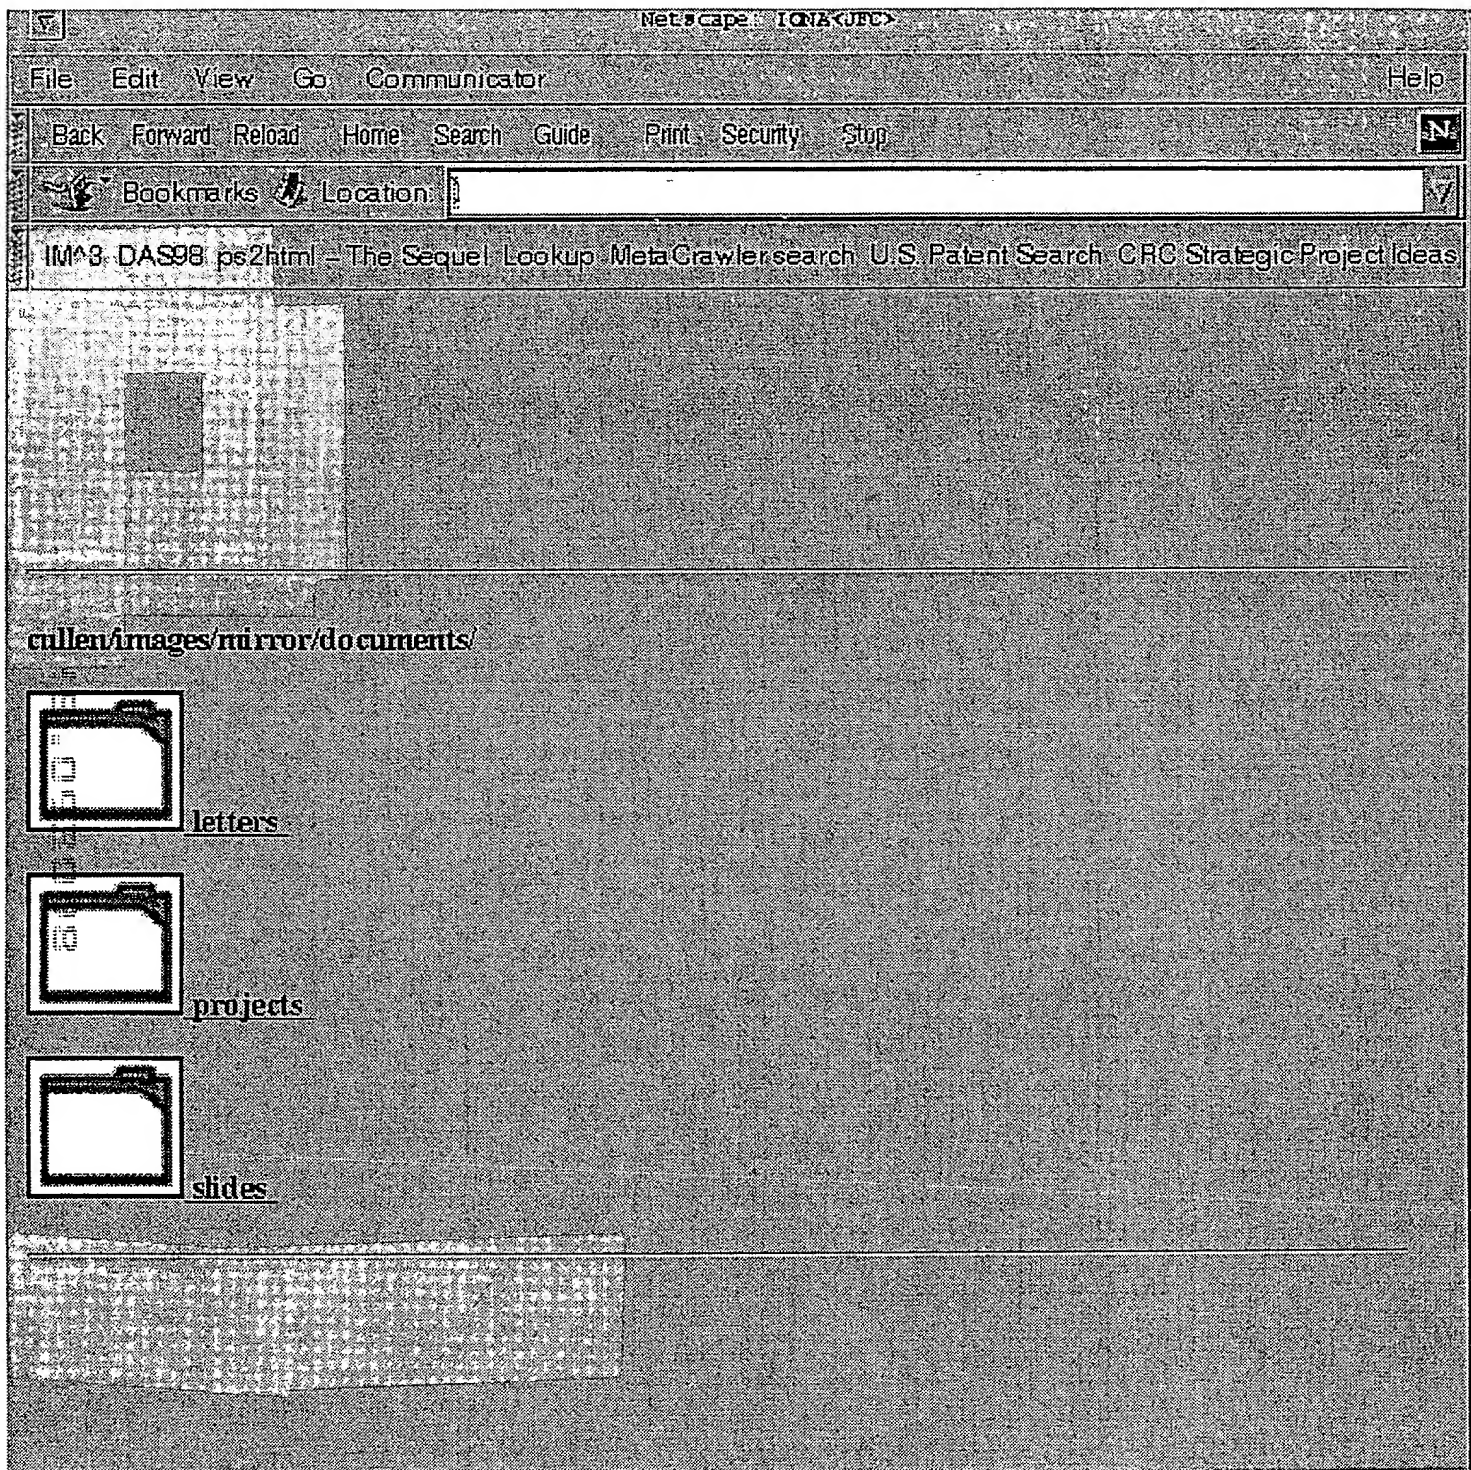 Netscape: IONA<JFC>
File Edit View Go Communicator Help
Back Forward Reload Home Search Guide Print Security Stop N
Bookmarks Location:
IM^3 DAS98 ps2html – The Sequel Lookup MetaCrawler search U.S. Patent Search CRC Strategic Project Ideas
cullen/images/mirror/documents/
letters
projects
slides